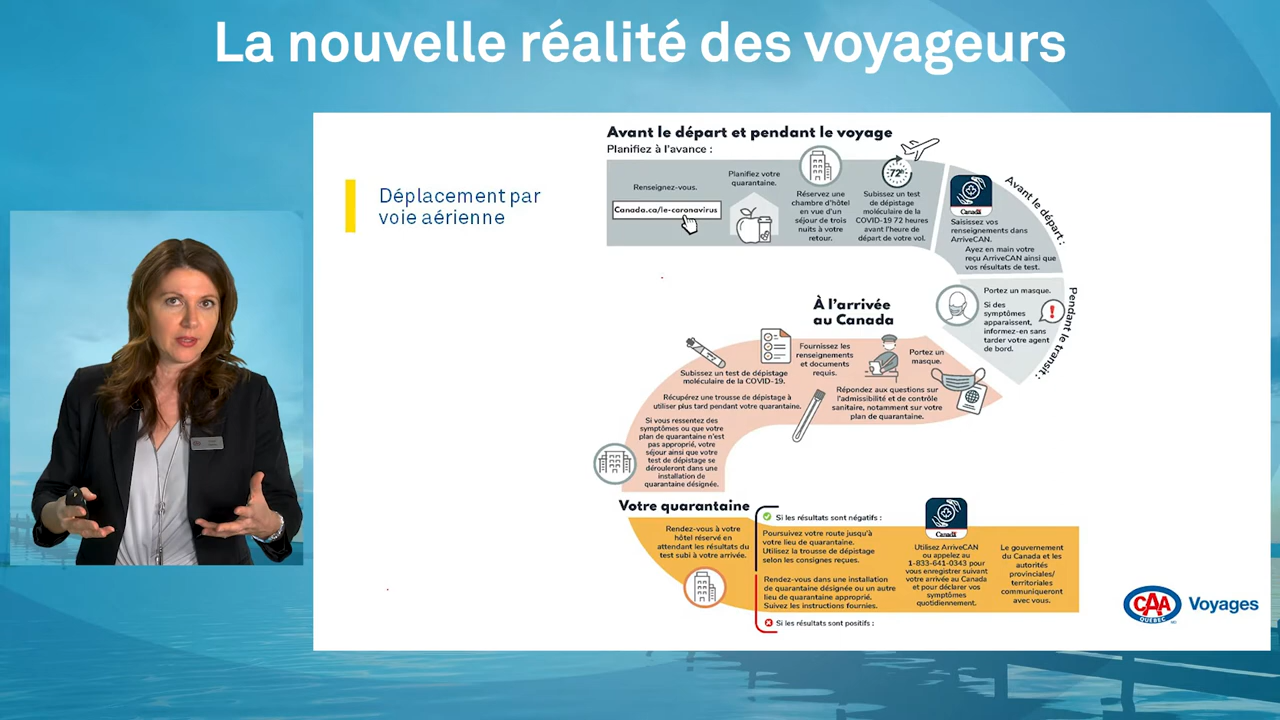 La nouvelle réalité des voyageurs
Déplacement par
voie aérienne
Avant le départ et pendant le voyage
Planifiez à l'avance :
Renseignez-vous.
Canada.ca/le-coronavirus
Planifiez votre
quarantaine.
Réservez une
chambre d'hôtel
en vue d'un
séjour de trois
nuits à votre
retour.
72
Subissez un test
de dépistage
moléculaire de la
COVID-19 72 heures
avant l'heure de
départ de votre vol.
Avant le départ :
Canada
Saisissez vos
renseignements dans
ArriveCAN.
Ayez en main votre
reçu ArriveCAN ainsi que
vos résultats de test.
Pendant le transit :
Portez un masque.
Si des
symptômes
apparaissent,
informez-en sans
tarder votre agent
de bord.
À l'arrivée
au Canada
Portez un
masque.
Répondez aux questions sur
l'admissibilité et de contrôle
sanitaire, notamment sur votre
plan de quarantaine.
Fournissez les
renseignements
et documents
requis.
Subissez un test de dépistage
moléculaire de la COVID-19.
Récupérez une trousse de dépistage à
utiliser plus tard pendant votre quarantaine.
Si vous ressentez des
symptômes ou que votre
plan de quarantaine n'est
pas approprié, votre
séjour ainsi que votre
test de dépistage se
dérouleront dans une
installation de
quarantaine désignée.
Votre quarantaine
Rendez-vous à votre
hôtel réservé en
attendant les résultats du
test subi à votre arrivée.
Si les résultats sont négatifs :
Poursuivez votre route jusqu'à
votre lieu de quarantaine.
Utilisez la trousse de dépistage
selon les consignes reçues.
Rendez-vous dans une installation
de quarantaine désignée ou un autre
lieu de quarantaine approprié.
Suivez les instructions fournies.
Si les résultats sont positifs :
Canada
Utilisez ArriveCAN
ou appelez au
1-833-641-0343 pour
vous enregistrer suivant
votre arrivée au Canada
et pour déclarer vos
symptômes
quotidiennement.
Le gouvernement
du Canada et les
autorités
provinciales/
territoriales
communiqueront
avec vous.
CAA
QUÉBEC
Voyages